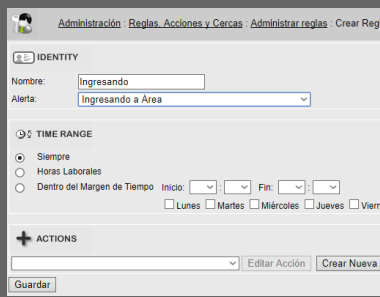 Administración : Reglas, Acciones y Cercas : Administrar reglas : Crear Reg
IDENTITY
Nombre: Ingresando
Alerta: Ingresando a Área
TIME RANGE
Siempre
Horas Laborales
Dentro del Margen de Tiempo Inicio: : Fin: :
Lunes Martes Miércoles Jueves Viern
ACTIONS
Editar Acción Crear Nueva
Guardar